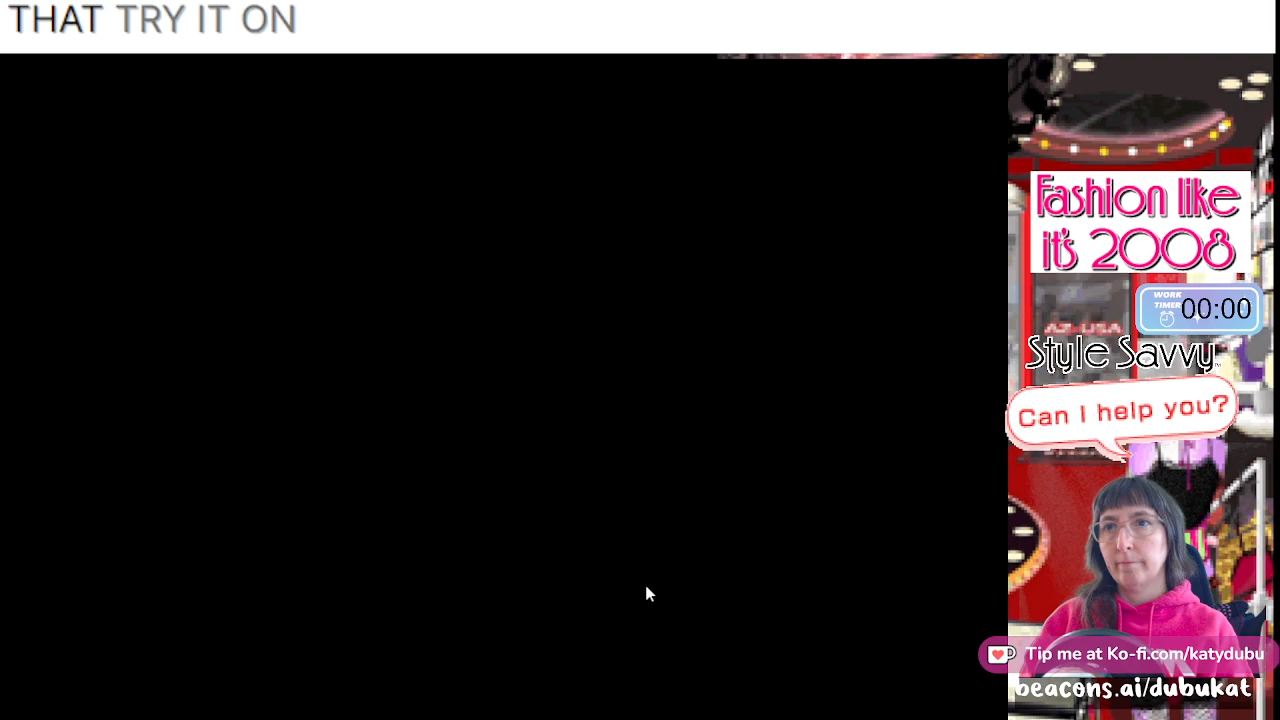 THAT TRY IT ON
Fashion like
it's 2008
WORK
TIMER
00:00
Style Savvy
Can I help you?
Tip me at Ko-fi.com/katydubu
beacons.ai/dubukat